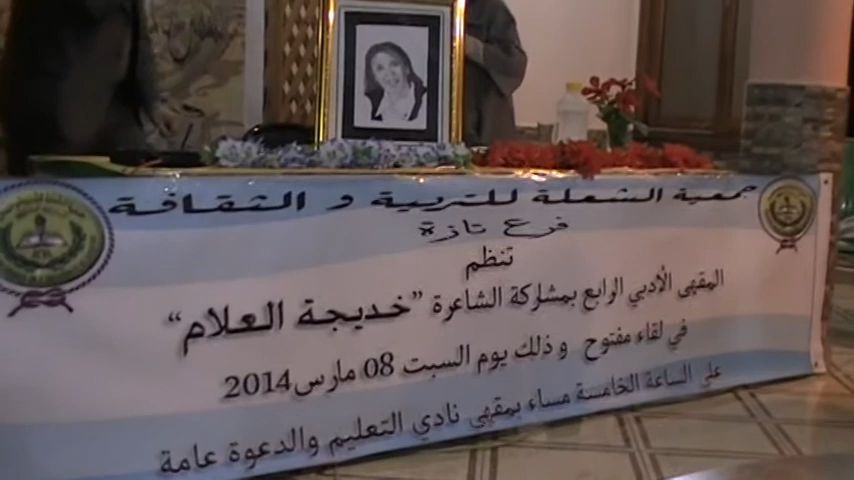 جمعية الشعلة للتربية و الثقافة
فرع تازة
تنظم
المقهى الأدبي الرابع بمشاركة الشاعرة "خديجة العلام"
في لقاء مفتوح وذلك يوم السبت 08 مارس 2014
على الساعة الخامسة مساء بمقهى نادي التعليم والدعوة عامة